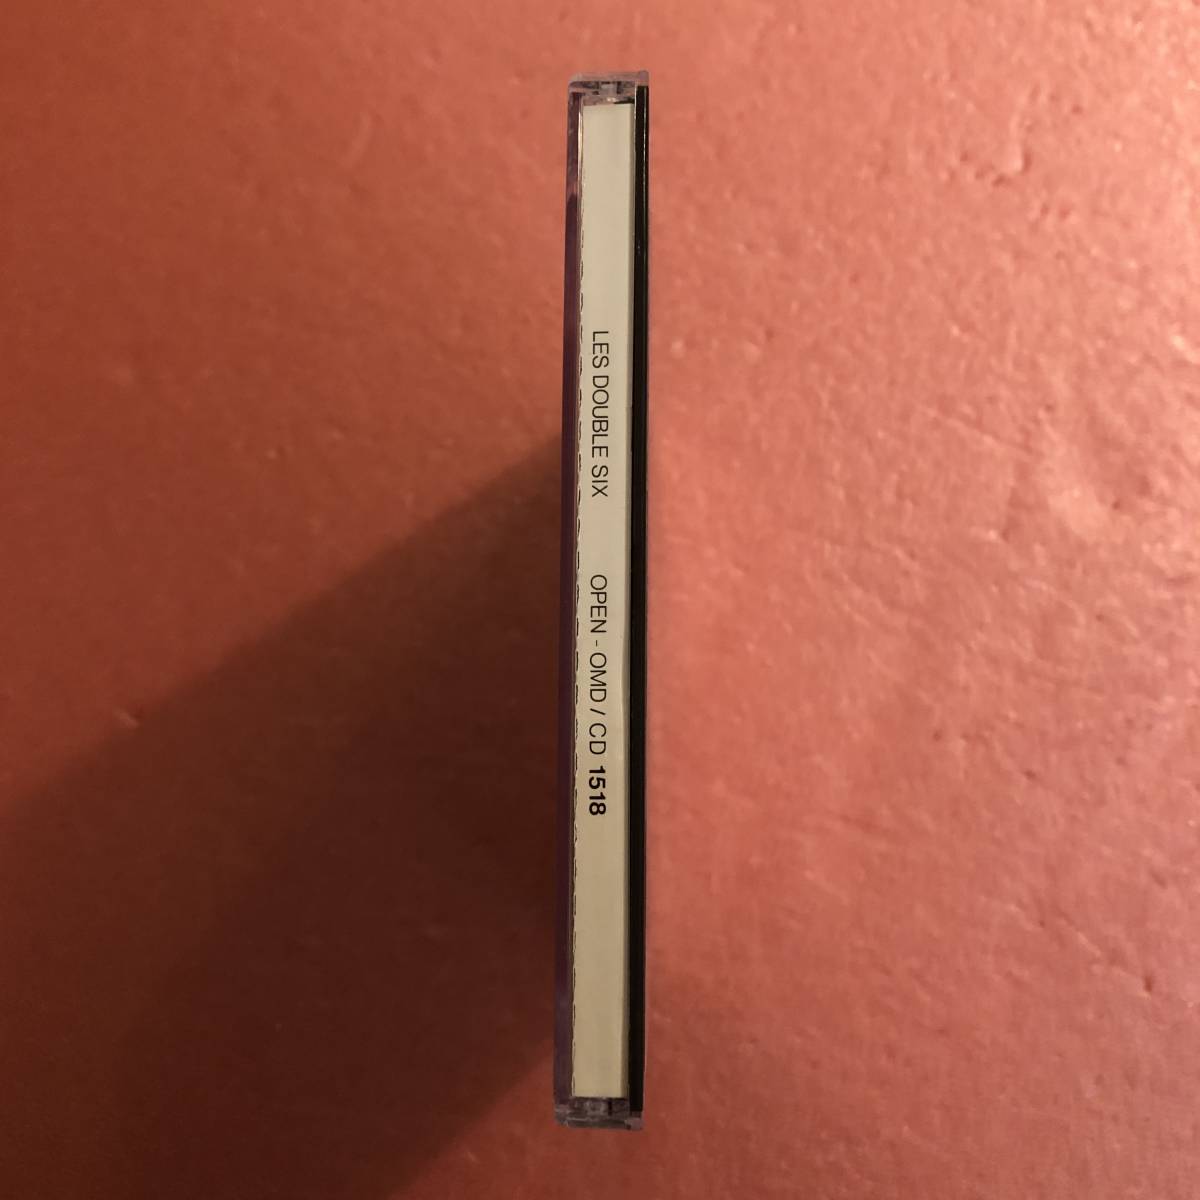 LES DOUBLE SIX OPEN - OMD / CD 1518